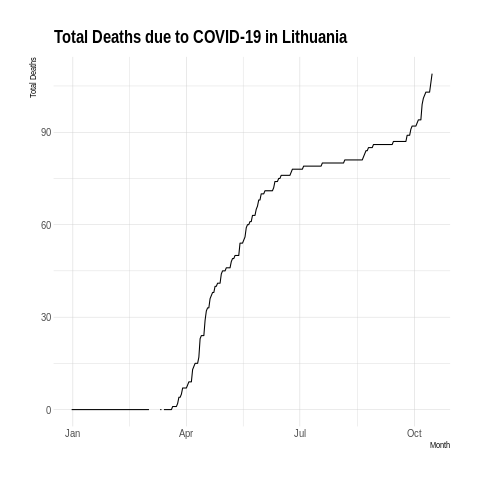 Total Deaths due to COVID-19 in Lithuania
Total Deaths
90
60
30
0
Jan Apr Jul Oct
Month